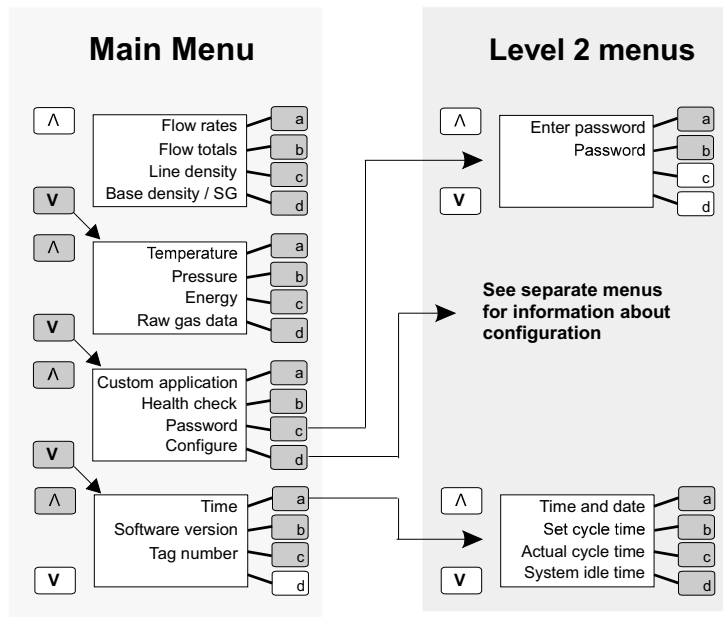 Main Menu
Level 2 menus
Λ
Flow rates a
Flow totals b
Line density c
Base density / SG d
V
Λ
Temperature a
Pressure b
Energy c
Raw gas data d
V
Λ
Custom application a
Health check b
Password c
Configure d
V
Λ
Time a
Software version b
Tag number c
d
V
Λ
Enter password a
Password b
c
d
V
See separate menus
for information about
configuration
Λ
Time and date a
Set cycle time b
Actual cycle time c
System idle time d
V